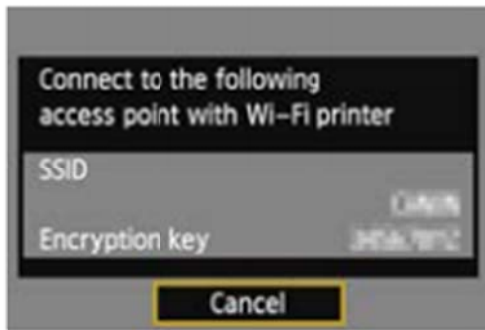 Connect to the following
access point with Wi-Fi printer
SSID
Encryption key
Cancel